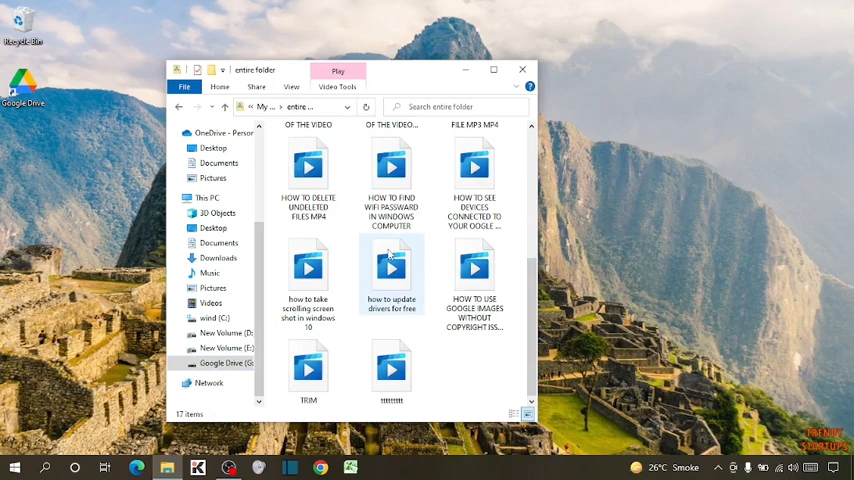 Recycle Bin
Google Drive
entire folder
Play
File
Home
Share
View
Video Tools
« My ... › entire ...
Search entire folder
OneDrive - Person
Desktop
Documents
Pictures
This PC
3D Objects
Desktop
Documents
Downloads
Music
Pictures
Videos
wind (C:)
New Volume (D:
New Volume (E:)
Google Drive (G:
Network
OF THE VIDEO
OF THE VIDEO...
FILE MP3 MP4
HOW TO DELETE
UNDELETED
FILES MP4
HOW TO FIND
WIFI PASSWARD
IN WINDOWS
COMPUTER
HOW TO SEE
DEVICES
CONNECTED TO
YOUR OOGLE ...
how to take
scrolling screen
shot in windows
10
how to update
drivers for free
HOW TO USE
GOOGLE IMAGES
WITHOUT
COPYRIGHT ISS...
TRIM
17 items
TRENDY
STARTUPS
26°C Smoke